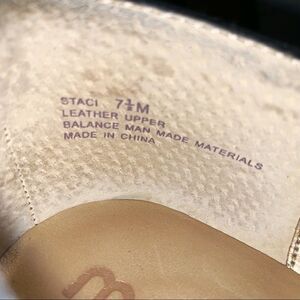 STACI 7½M
LEATHER UPPER
BALANCE MAN MADE MATERIALS
MADE IN CHINA